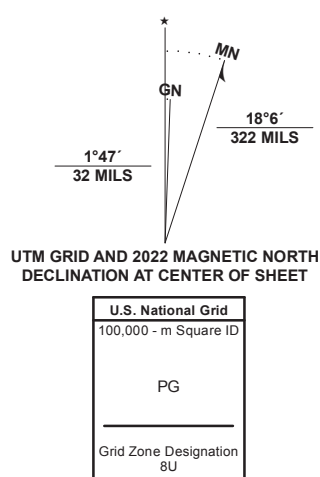 ★
MN
GN
18°6´
322 MILS
1°47´
32 MILS
UTM GRID AND 2022 MAGNETIC NORTH
DECLINATION AT CENTER OF SHEET
U.S. National Grid
100,000 - m Square ID
PG
Grid Zone Designation
8U